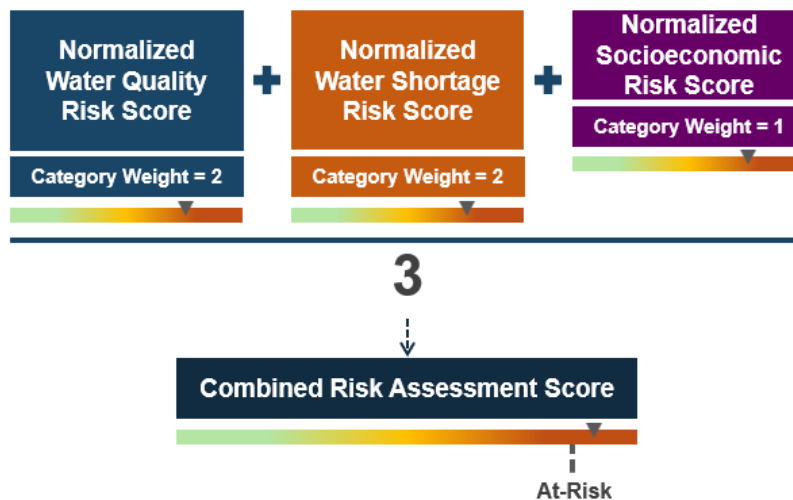 Normalized
Water Quality
Risk Score
+
Normalized
Water Shortage
Risk Score
+
Normalized
Socioeconomic
Risk Score
Category Weight = 2
Category Weight = 2
Category Weight = 1
3
Combined Risk Assessment Score
At-Risk